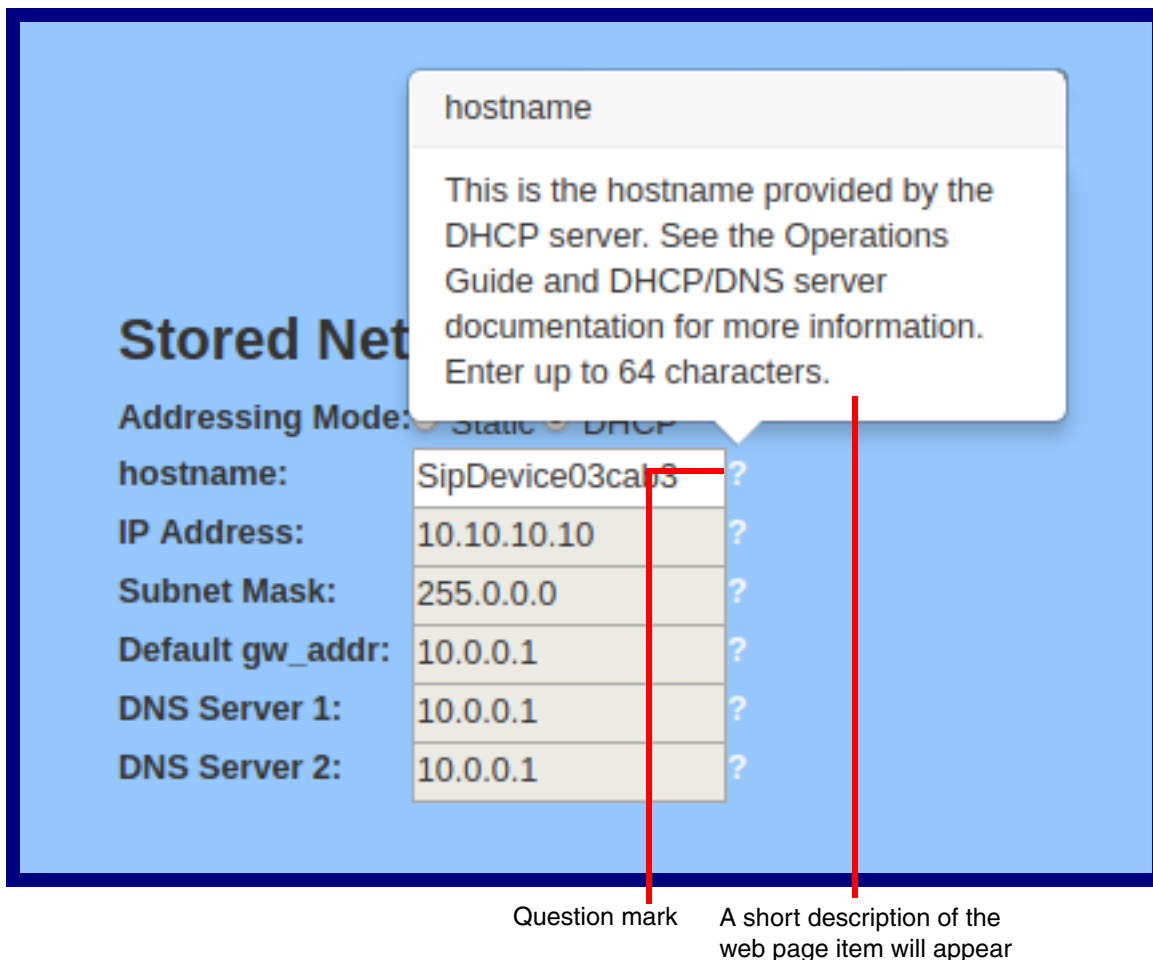 hostname
This is the hostname provided by the
DHCP server. See the Operations
Guide and DHCP/DNS server
documentation for more information.
Enter up to 64 characters.
Stored Net
Addressing Mode: Static DHCP
hostname: SipDevice03cab3 ?
IP Address: 10.10.10.10 ?
Subnet Mask: 255.0.0.0 ?
Default gw_addr: 10.0.0.1 ?
DNS Server 1: 10.0.0.1 ?
DNS Server 2: 10.0.0.1 ?
Question mark
A short description of the
web page item will appear